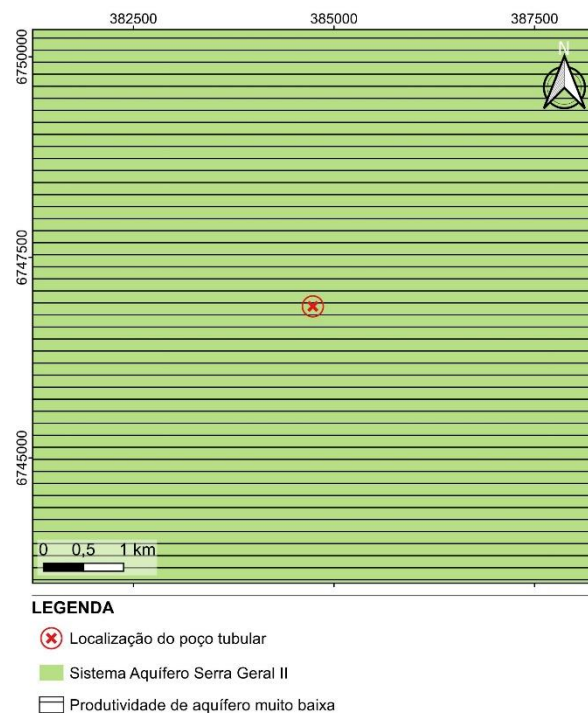 382500 385000 387500
6750000
N
6747500
6745000
0 0,5 1 km
LEGENDA
Localização do poço tubular
Sistema Aquífero Serra Geral II
Produtividade de aquífero muito baixa